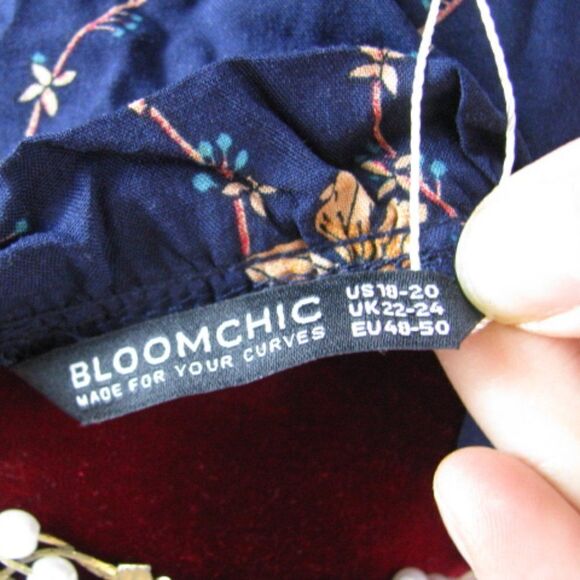 BLOOMCHIC
MADE FOR YOUR CURVES
US18-20
UK22-24
EU48-50